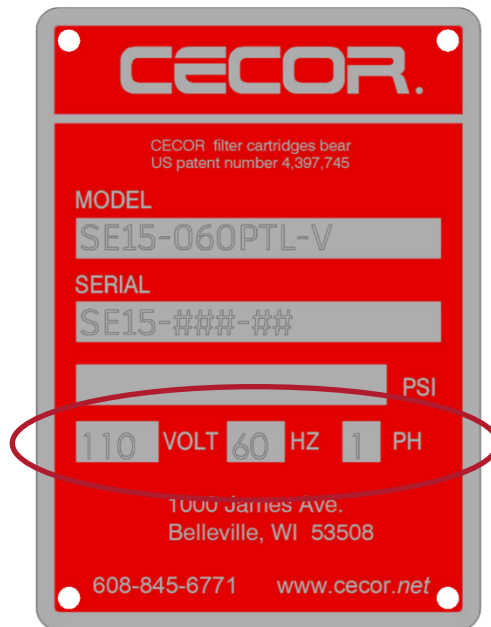 CECOR.
CECOR filter cartridges bear
US patent number 4,397,745
MODEL
SE15-060PTL-V
SERIAL
SE15-###-##
PSI
110 VOLT 60 HZ 1 PH
1000 James Ave.
Belleville, WI 53508
608-845-6771 www.cecor.net